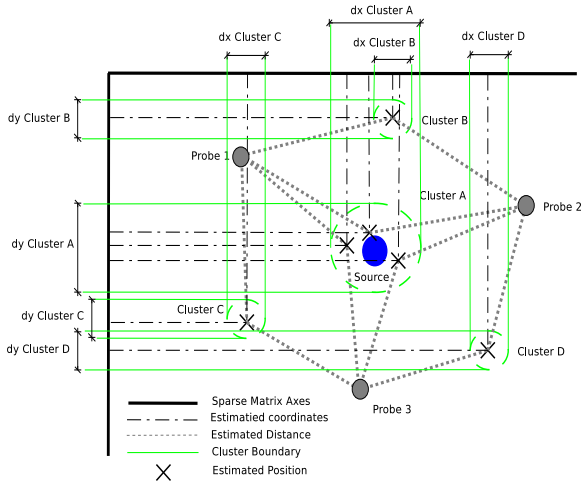 dx Cluster A
dx Cluster C
dx Cluster B
dx Cluster D
dy Cluster B
Cluster B
Probe 1
Cluster A
Probe 2
dy Cluster A
Source
Cluster C
dy Cluster C
dy Cluster D
Cluster D
Probe 3
Sparse Matrix Axes
Estimatied coordinates
Estimated Distance
Cluster Boundary
Estimated Position